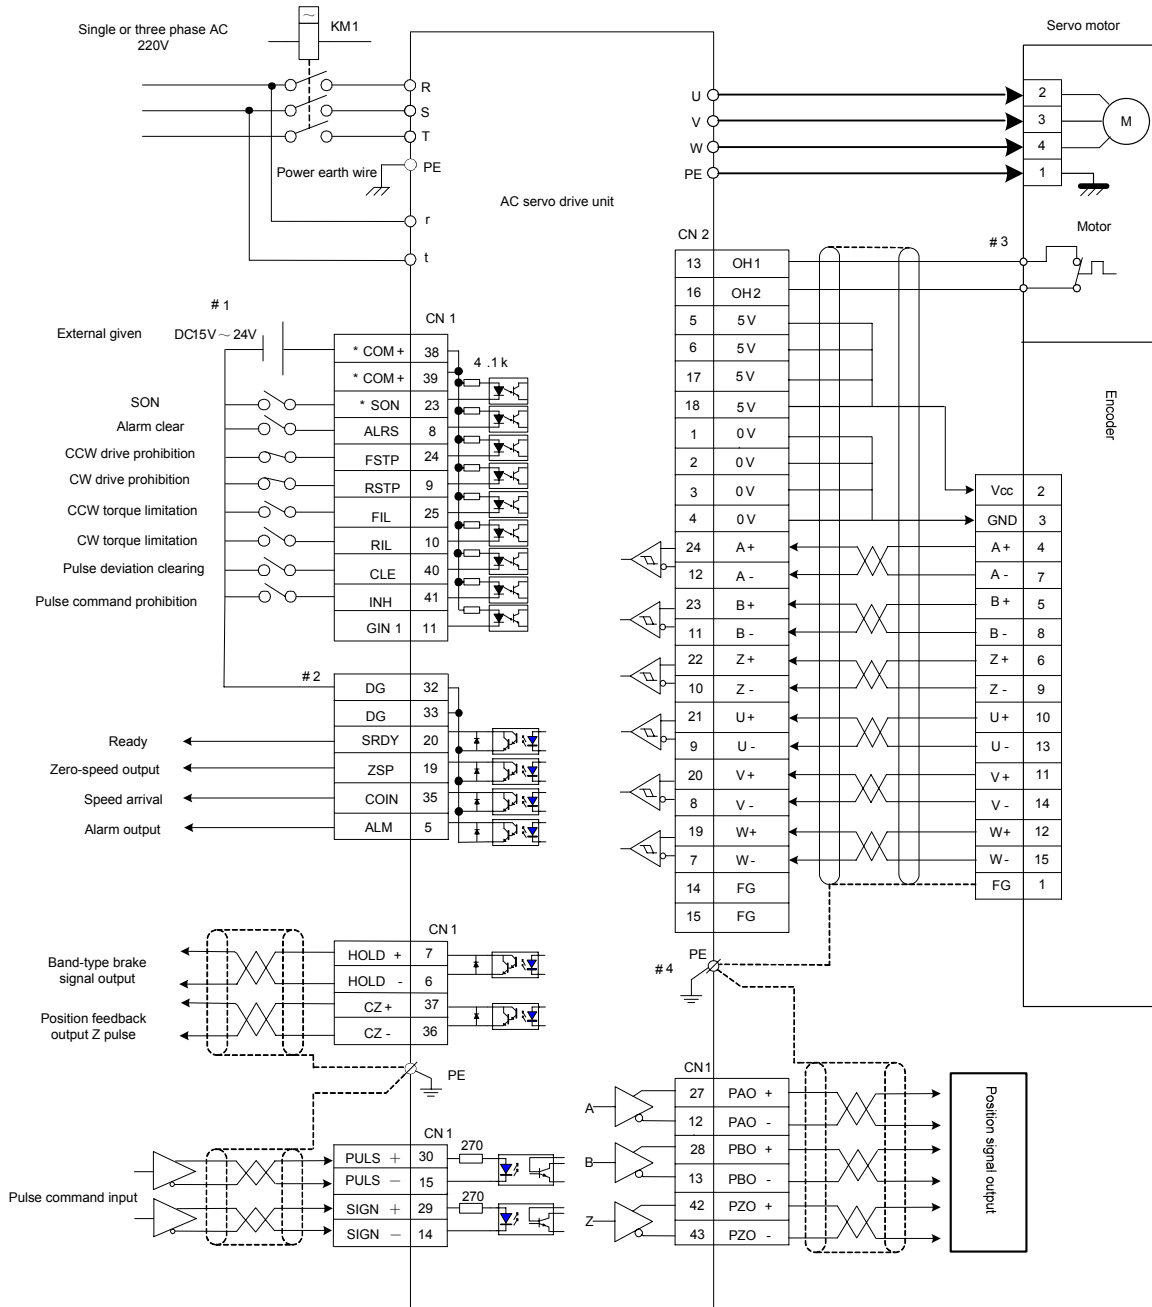 Single or three phase AC
220V
KM1
~
R
S
T
PE
Power earth wire
r
t
AC servo drive unit
U
V
W
PE
Servo motor
2
3
4
1
M
Motor
# 3
CN 2
13 OH1
16 OH2
5 5V
6 5V
17 5V
18 5V
1 0V
2 0V
3 0V
4 0V
24 A+
12 A-
23 B+
11 B-
22 Z+
10 Z-
21 U+
9 U-
20 V+
8 V-
19 W+
7 W-
14 FG
15 FG
Encoder
Vcc 2
GND 3
A+ 4
A- 7
B+ 5
B- 8
Z+ 6
Z- 9
U+ 10
U- 13
V+ 11
V- 14
W+ 12
W- 15
FG 1
# 1
External given
DC15V ~ 24V
CN 1
4 .1k
* COM+ 38
* COM+ 39
SON
* SON 23
Alarm clear
ALRS 8
CCW drive prohibition
FSTP 24
CW drive prohibition
RSTP 9
CCW torque limitation
FIL 25
CW torque limitation
RIL 10
Pulse deviation clearing
CLE 40
Pulse command prohibition
INH 41
GIN 1 11
# 2
DG 32
DG 33
Ready
SRDY 20
Zero-speed output
ZSP 19
Speed arrival
COIN 35
Alarm output
ALM 5
CN 1
Band-type brake
signal output
HOLD + 7
HOLD - 6
Position feedback
output Z pulse
CZ+ 37
CZ- 36
PE
# 4
PE
CN 1
Pulse command input
PULS + 30
PULS − 15
SIGN + 29
SIGN − 14
270
270
CN1
A
B
Z
27 PAO +
12 PAO -
28 PBO +
13 PBO -
42 PZO +
43 PZO -
Position signal output